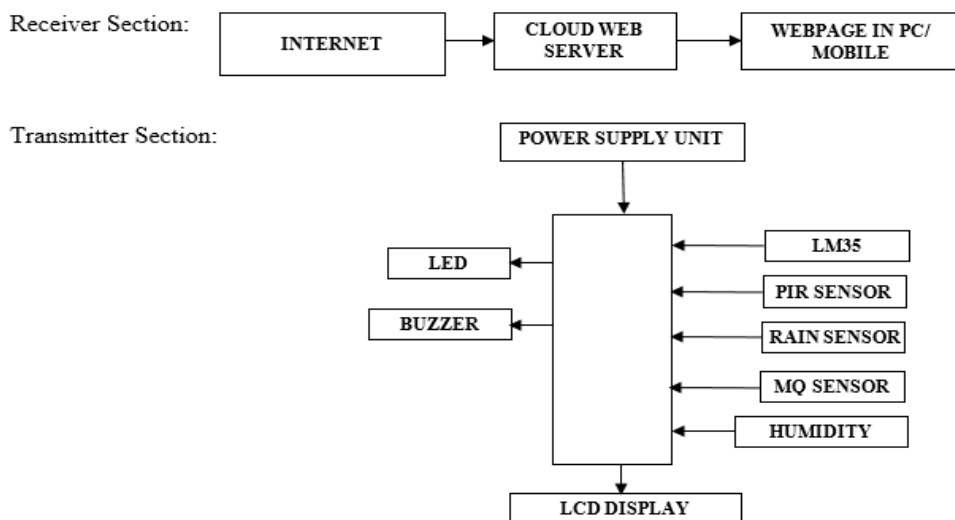 Receiver Section:
INTERNET
CLOUD WEB
SERVER
WEBPAGE IN PC/
MOBILE
Transmitter Section:
POWER SUPPLY UNIT
LED
BUZZER
LM35
PIR SENSOR
RAIN SENSOR
MQ SENSOR
HUMIDITY
LCD DISPLAY